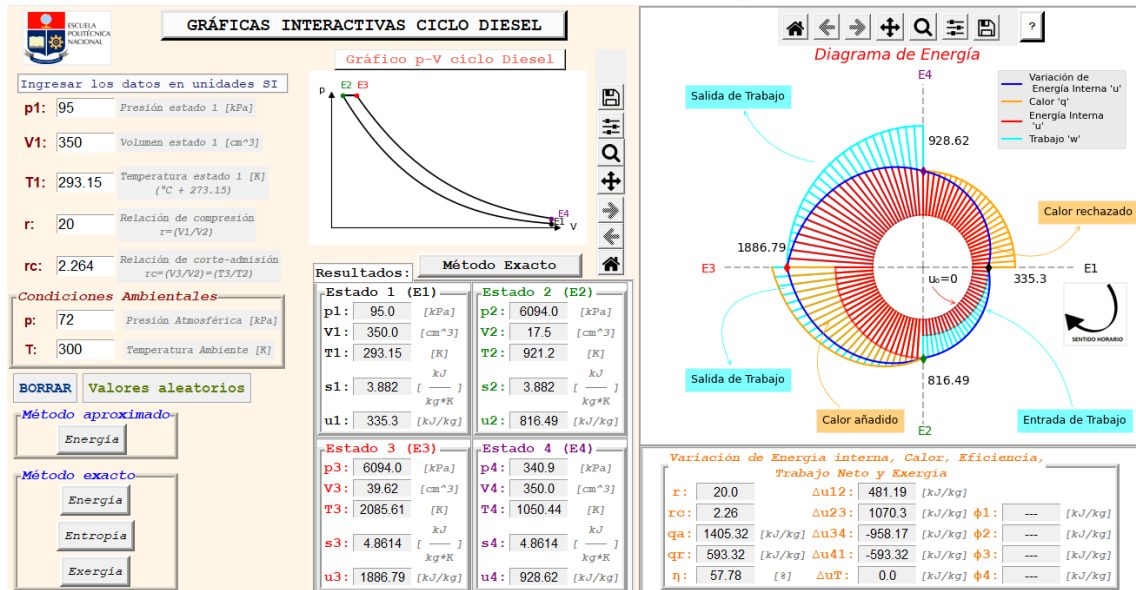 ESCUELA
POLITÉCNICA
NACIONAL
GRÁFICAS INTERACTIVAS CICLO DIESEL
Ingresar los datos en unidades SI
p1: 95 Presión estado 1 [kPa]
V1: 350 Volumen estado 1 [cm^3]
T1: 293.15 Temperatura estado 1 [K]
(°C + 273.15)
r: 20 Relación de compresión
r=(V1/V2)
rc: 2.264 Relación de corte-admisión
rc=(V3/V2)=(T3/T2)
Condiciones Ambientales
p: 72 Presión Atmosférica [kPa]
T: 300 Temperatura Ambiente [K]
BORRAR Valores aleatorios
Método aproximado
Energía
Método exacto
Energía
Entropía
Exergía
Gráfico p-V ciclo Diesel
P
E2 E3
E4
E1
V
Resultados: Método Exacto
Estado 1 (E1)
p1: 95.0 [kPa]
V1: 350.0 [cm^3]
T1: 293.15 [K]
s1: 3.882 [ kJ
kg*K ]
u1: 335.3 [kJ/kg]
Estado 2 (E2)
p2: 6094.0 [kPa]
V2: 17.5 [cm^3]
T2: 921.2 [K]
s2: 3.882 [ kJ
kg*K ]
u2: 816.49 [kJ/kg]
Estado 3 (E3)
p3: 6094.0 [kPa]
V3: 39.62 [cm^3]
T3: 2085.61 [K]
s3: 4.8614 [ kJ
kg*K ]
u3: 1886.79 [kJ/kg]
Estado 4 (E4)
p4: 340.9 [kPa]
V4: 350.0 [cm^3]
T4: 1050.44 [K]
s4: 4.8614 [ kJ
kg*K ]
u4: 928.62 [kJ/kg]
?
Diagrama de Energía
E4
Variación de
Energía Interna 'u'
Calor 'q'
Energía Interna
'u'
Trabajo 'w'
Salida de Trabajo
928.62
Calor rechazado
1886.79
E3
u₀=0
335.3
E1
SENTIDO HORARIO
Salida de Trabajo
816.49
Calor añadido
E2
Entrada de Trabajo
Variación de Energía interna, Calor, Eficiencia,
Trabajo Neto y Exergía
r: 20.0 Δu12: 481.19 [kJ/kg]
rc: 2.26 Δu23: 1070.3 [kJ/kg] ϕ1: --- [kJ/kg]
qa: 1405.32 [kJ/kg] Δu34: -958.17 [kJ/kg] ϕ2: --- [kJ/kg]
qr: 593.32 [kJ/kg] Δu41: -593.32 [kJ/kg] ϕ3: --- [kJ/kg]
η: 57.78 [%] ΔuT: 0.0 [kJ/kg] ϕ4: --- [kJ/kg]